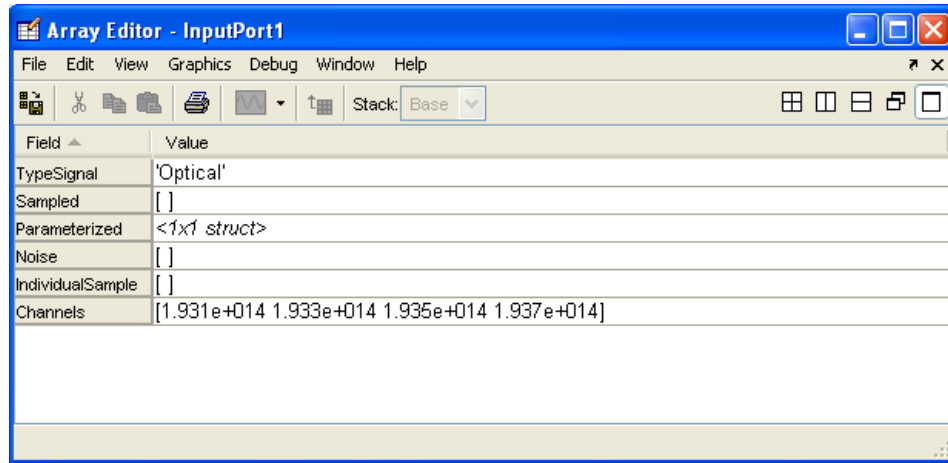 Array Editor - InputPort1
File Edit View Graphics Debug Window Help
Stack: Base
Field Value
TypeSignal 'Optical'
Sampled [ ]
Parameterized <1x1 struct>
Noise [ ]
IndividualSample [ ]
Channels [1.931e+014 1.933e+014 1.935e+014 1.937e+014]